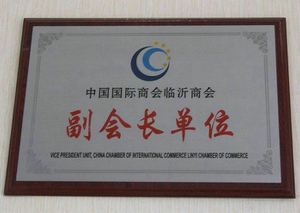 中国国际商会临沂商会
副会长单位
VICE PRESIDENT UNIT, CHINA CHAMBER OF INTERNATIONAL COMMERCE LINYI CHAMBER OF COMMERCE